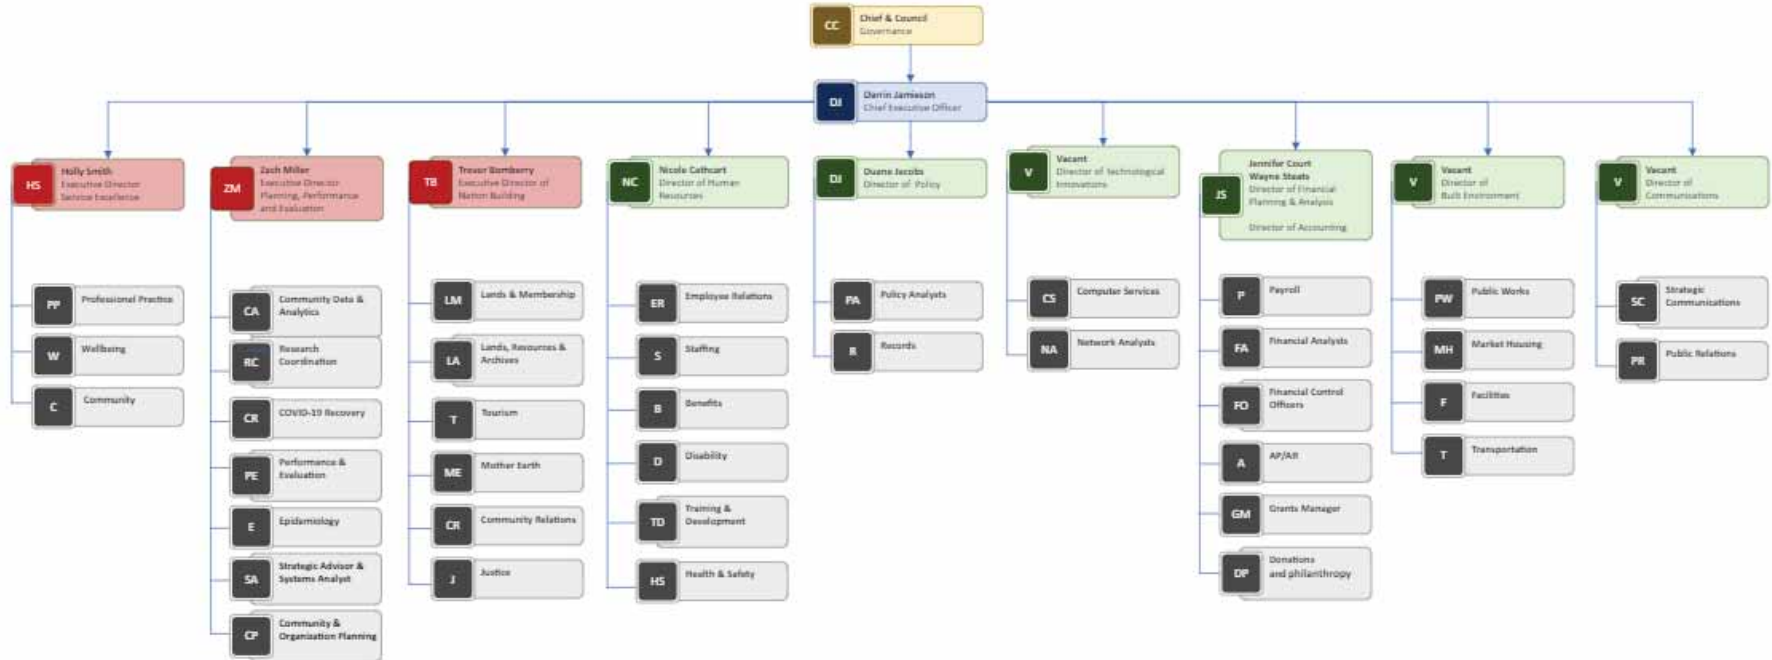 CC
Chief & Council
Governance
DJ
Darrin Jamieson
Chief Executive Officer
HS
Holly Smith
Executive Director
Service Excellence
ZM
Zach Miller
Executive Director
Planning, Performance
and Evaluation
TB
Trevor Bomberry
Executive Director of
Nation Building
NC
Nicole Cathcart
Director of Human
Resources
DJ
Duane Jacobs
Director of Policy
V
Vacant
Director of Technological
Innovations
JS
Jennifer Court
Wayne Staats
Director of Financial
Planning & Analysis
Director of Accounting
V
Vacant
Director of
Built Environment
V
Vacant
Director of
Communications
PP
Professional Practice
W
Wellbeing
C
Community
CA
Community Data &
Analytics
RC
Research
Coordination
CR
COVID-19 Recovery
PE
Performance &
Evaluation
E
Epidemiology
SA
Strategic Advisor &
Systems Analyst
CP
Community &
Organization Planning
LM
Lands & Membership
LA
Lands, Resources &
Archives
T
Tourism
ME
Mother Earth
CR
Community Relations
J
Justice
ER
Employee Relations
S
Staffing
B
Benefits
D
Disability
TD
Training &
Development
HS
Health & Safety
PA
Policy Analysts
R
Records
CS
Computer Services
NA
Network Analysts
P
Payroll
FA
Financial Analysts
FO
Financial Control
Officers
A
AP/AR
GM
Grants Manager
DP
Donations
and philanthropy
PW
Public Works
MH
Market Housing
F
Facilities
T
Transportation
SC
Strategic
Communications
PR
Public Relations